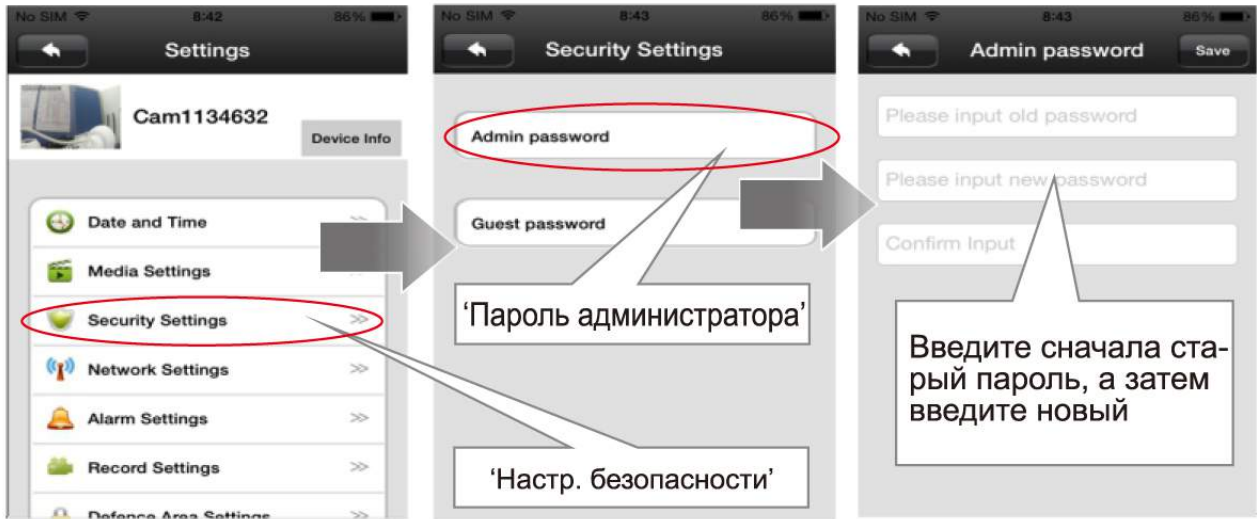 No SIM 8:42 86%
Settings
Cam1134632
Device Info
Date and Time
Media Settings
Security Settings
Network Settings
Alarm Settings
Record Settings
Defence Area Settings
No SIM 8:43 86%
Security Settings
Admin password
Guest password
‘Пароль администратора’
‘Настр. безопасности’
No SIM 8:43 86%
Admin password Save
Please input old password
Please input new password
Confirm Input
Введите сначала ста-
рый пароль, а затем
введите новый